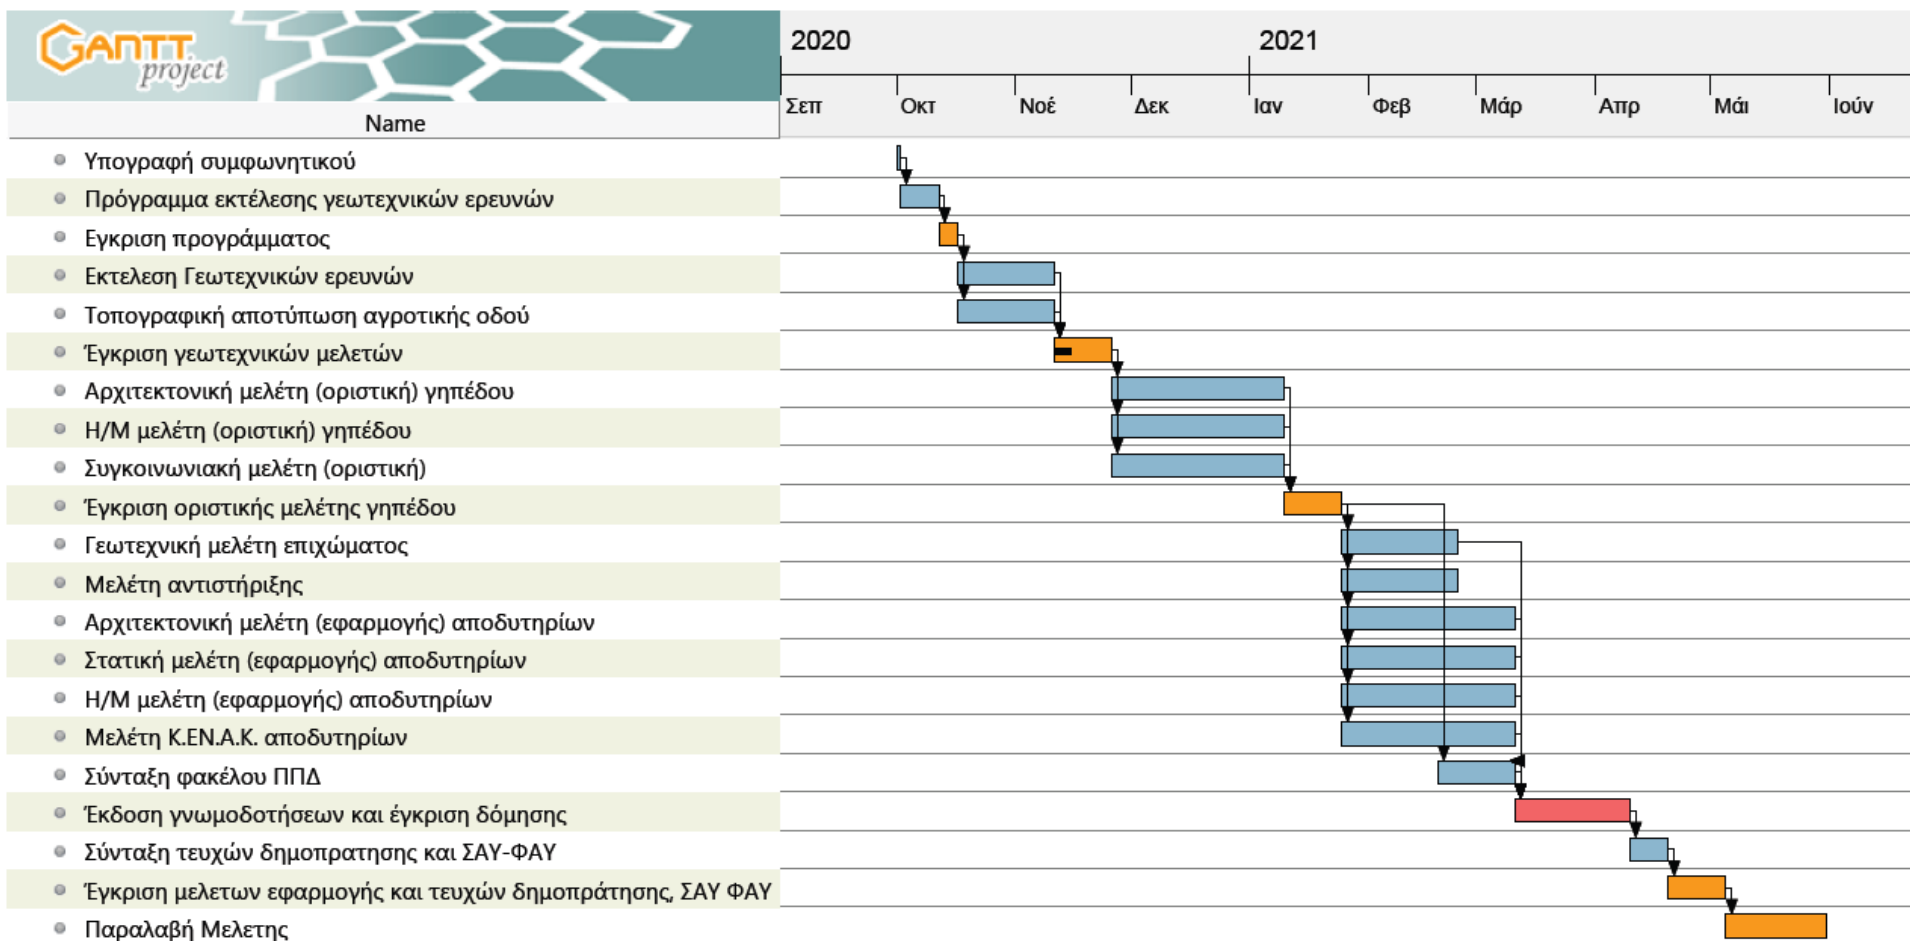 GANTT
project
2020
2021
Σεπ
Οκτ
Νοέ
Δεκ
Ιαν
Φεβ
Μάρ
Απρ
Μάι
Ιούν
Name
Υπογραφή συμφωνητικού
Πρόγραμμα εκτέλεσης γεωτεχνικών ερευνών
Εγκριση προγράμματος
Εκτελεση Γεωτεχνικών ερευνών
Τοπογραφική αποτύπωση αγροτικής οδού
Έγκριση γεωτεχνικών μελετών
Αρχιτεκτονική μελέτη (οριστική) γηπέδου
Η/Μ μελέτη (οριστική) γηπέδου
Συγκοινωνιακή μελέτη (οριστική)
Έγκριση οριστικής μελέτης γηπέδου
Γεωτεχνική μελέτη επιχώματος
Μελέτη αντιστήριξης
Αρχιτεκτονική μελέτη (εφαρμογής) αποδυτηρίων
Στατική μελέτη (εφαρμογής) αποδυτηρίων
Η/Μ μελέτη (εφαρμογής) αποδυτηρίων
Μελέτη Κ.ΕΝ.Α.Κ. αποδυτηρίων
Σύνταξη φακέλου ΠΠΔ
Έκδοση γνωμοδοτήσεων και έγκριση δόμησης
Σύνταξη τευχών δημοπρατησης και ΣΑΥ-ΦΑΥ
Έγκριση μελετων εφαρμογής και τευχών δημοπράτησης, ΣΑΥ ΦΑΥ
Παραλαβή Μελετης